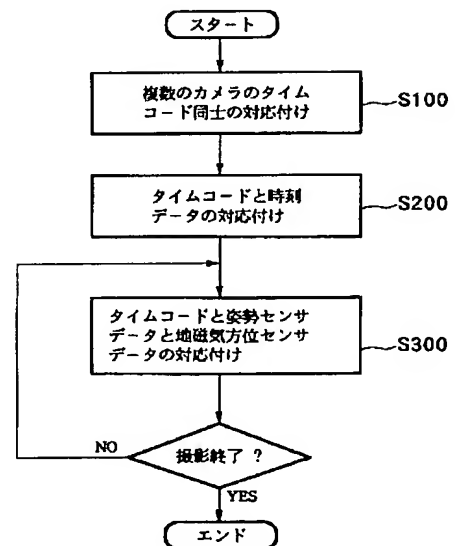 スタート
複数のカメラのタイム
コード同士の対応付け
S100
タイムコードと時刻
データの対応付け
S200
タイムコードと姿勢センサ
データと地磁気方位センサ
データの対応付け
S300
撮影終了 ?
NO
YES
エンド